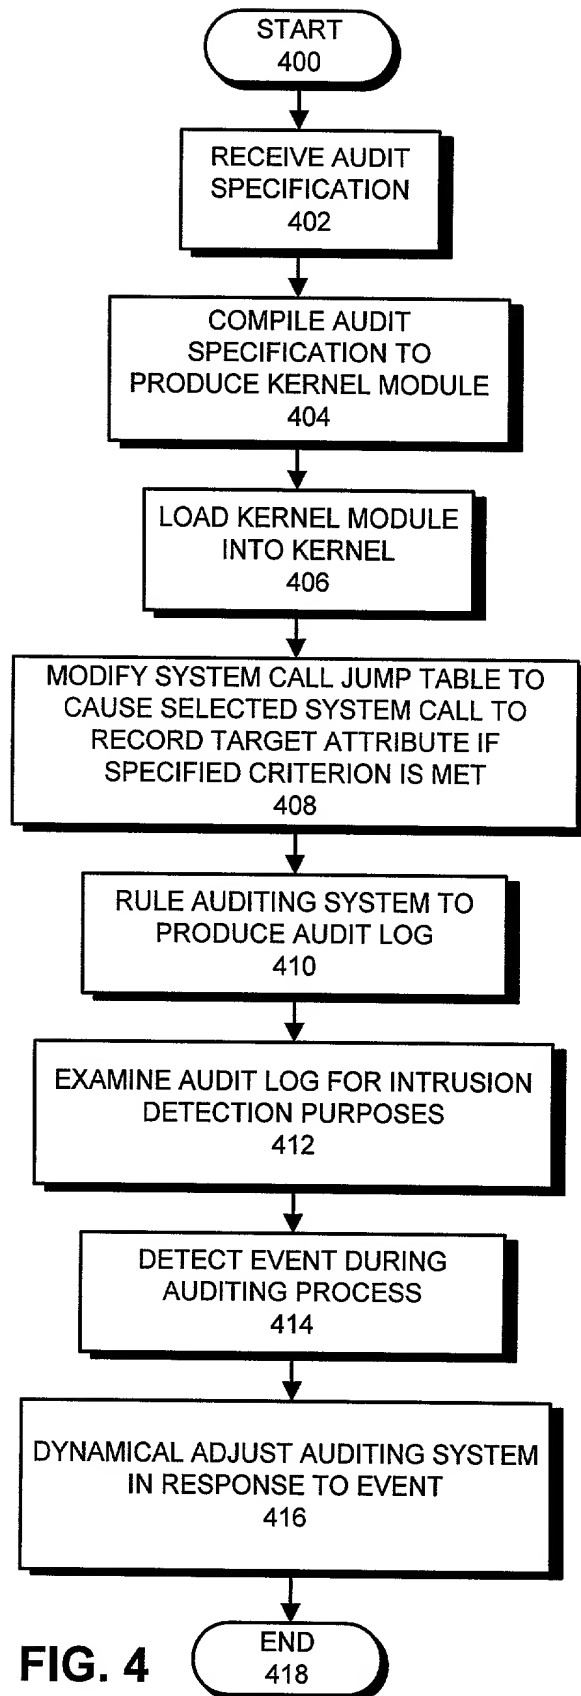 START
400
RECEIVE AUDIT
SPECIFICATION
402
COMPILE AUDIT
SPECIFICATION TO
PRODUCE KERNEL MODULE
404
LOAD KERNEL MODULE
INTO KERNEL
406
MODIFY SYSTEM CALL JUMP TABLE TO
CAUSE SELECTED SYSTEM CALL TO
RECORD TARGET ATTRIBUTE IF
SPECIFIED CRITERION IS MET
408
RULE AUDITING SYSTEM TO
PRODUCE AUDIT LOG
410
EXAMINE AUDIT LOG FOR INTRUSION
DETECTION PURPOSES
412
DETECT EVENT DURING
AUDITING PROCESS
414
DYNAMICAL ADJUST AUDITING SYSTEM
IN RESPONSE TO EVENT
416
END
418
FIG. 4